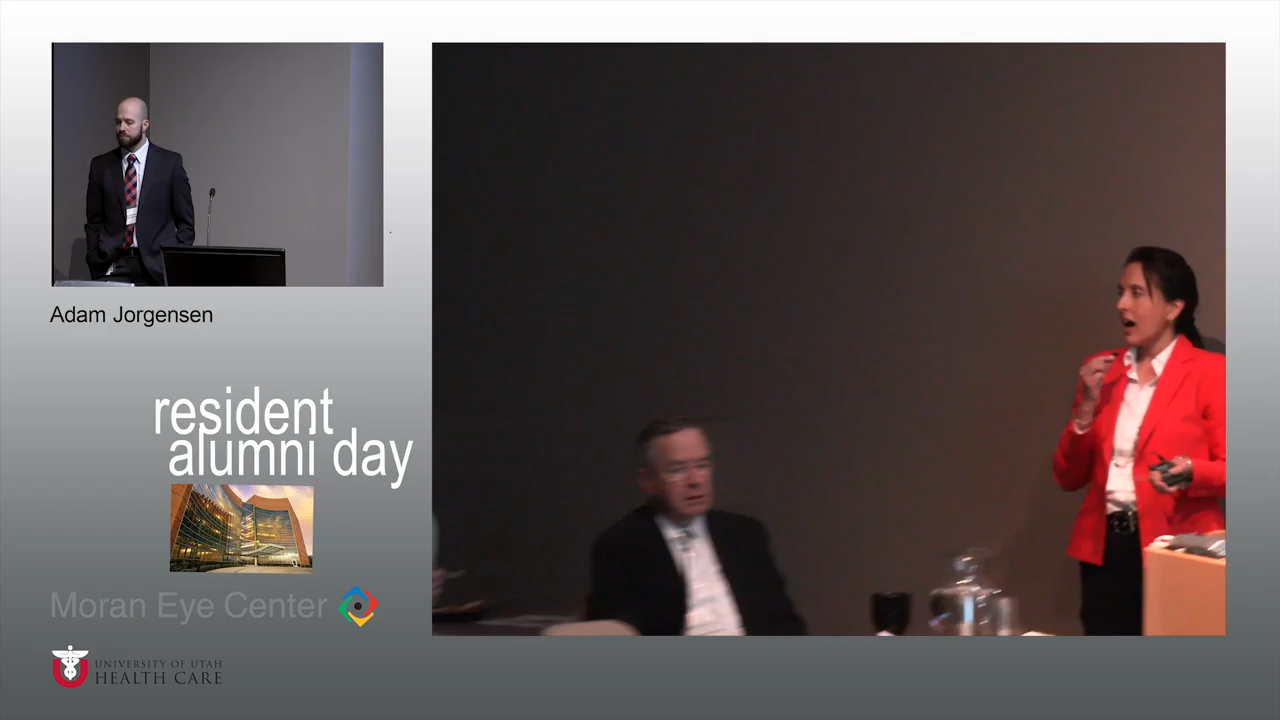 Adam Jorgensen
resident
alumni day
Moran Eye Center
UNIVERSITY OF UTAH
HEALTH CARE